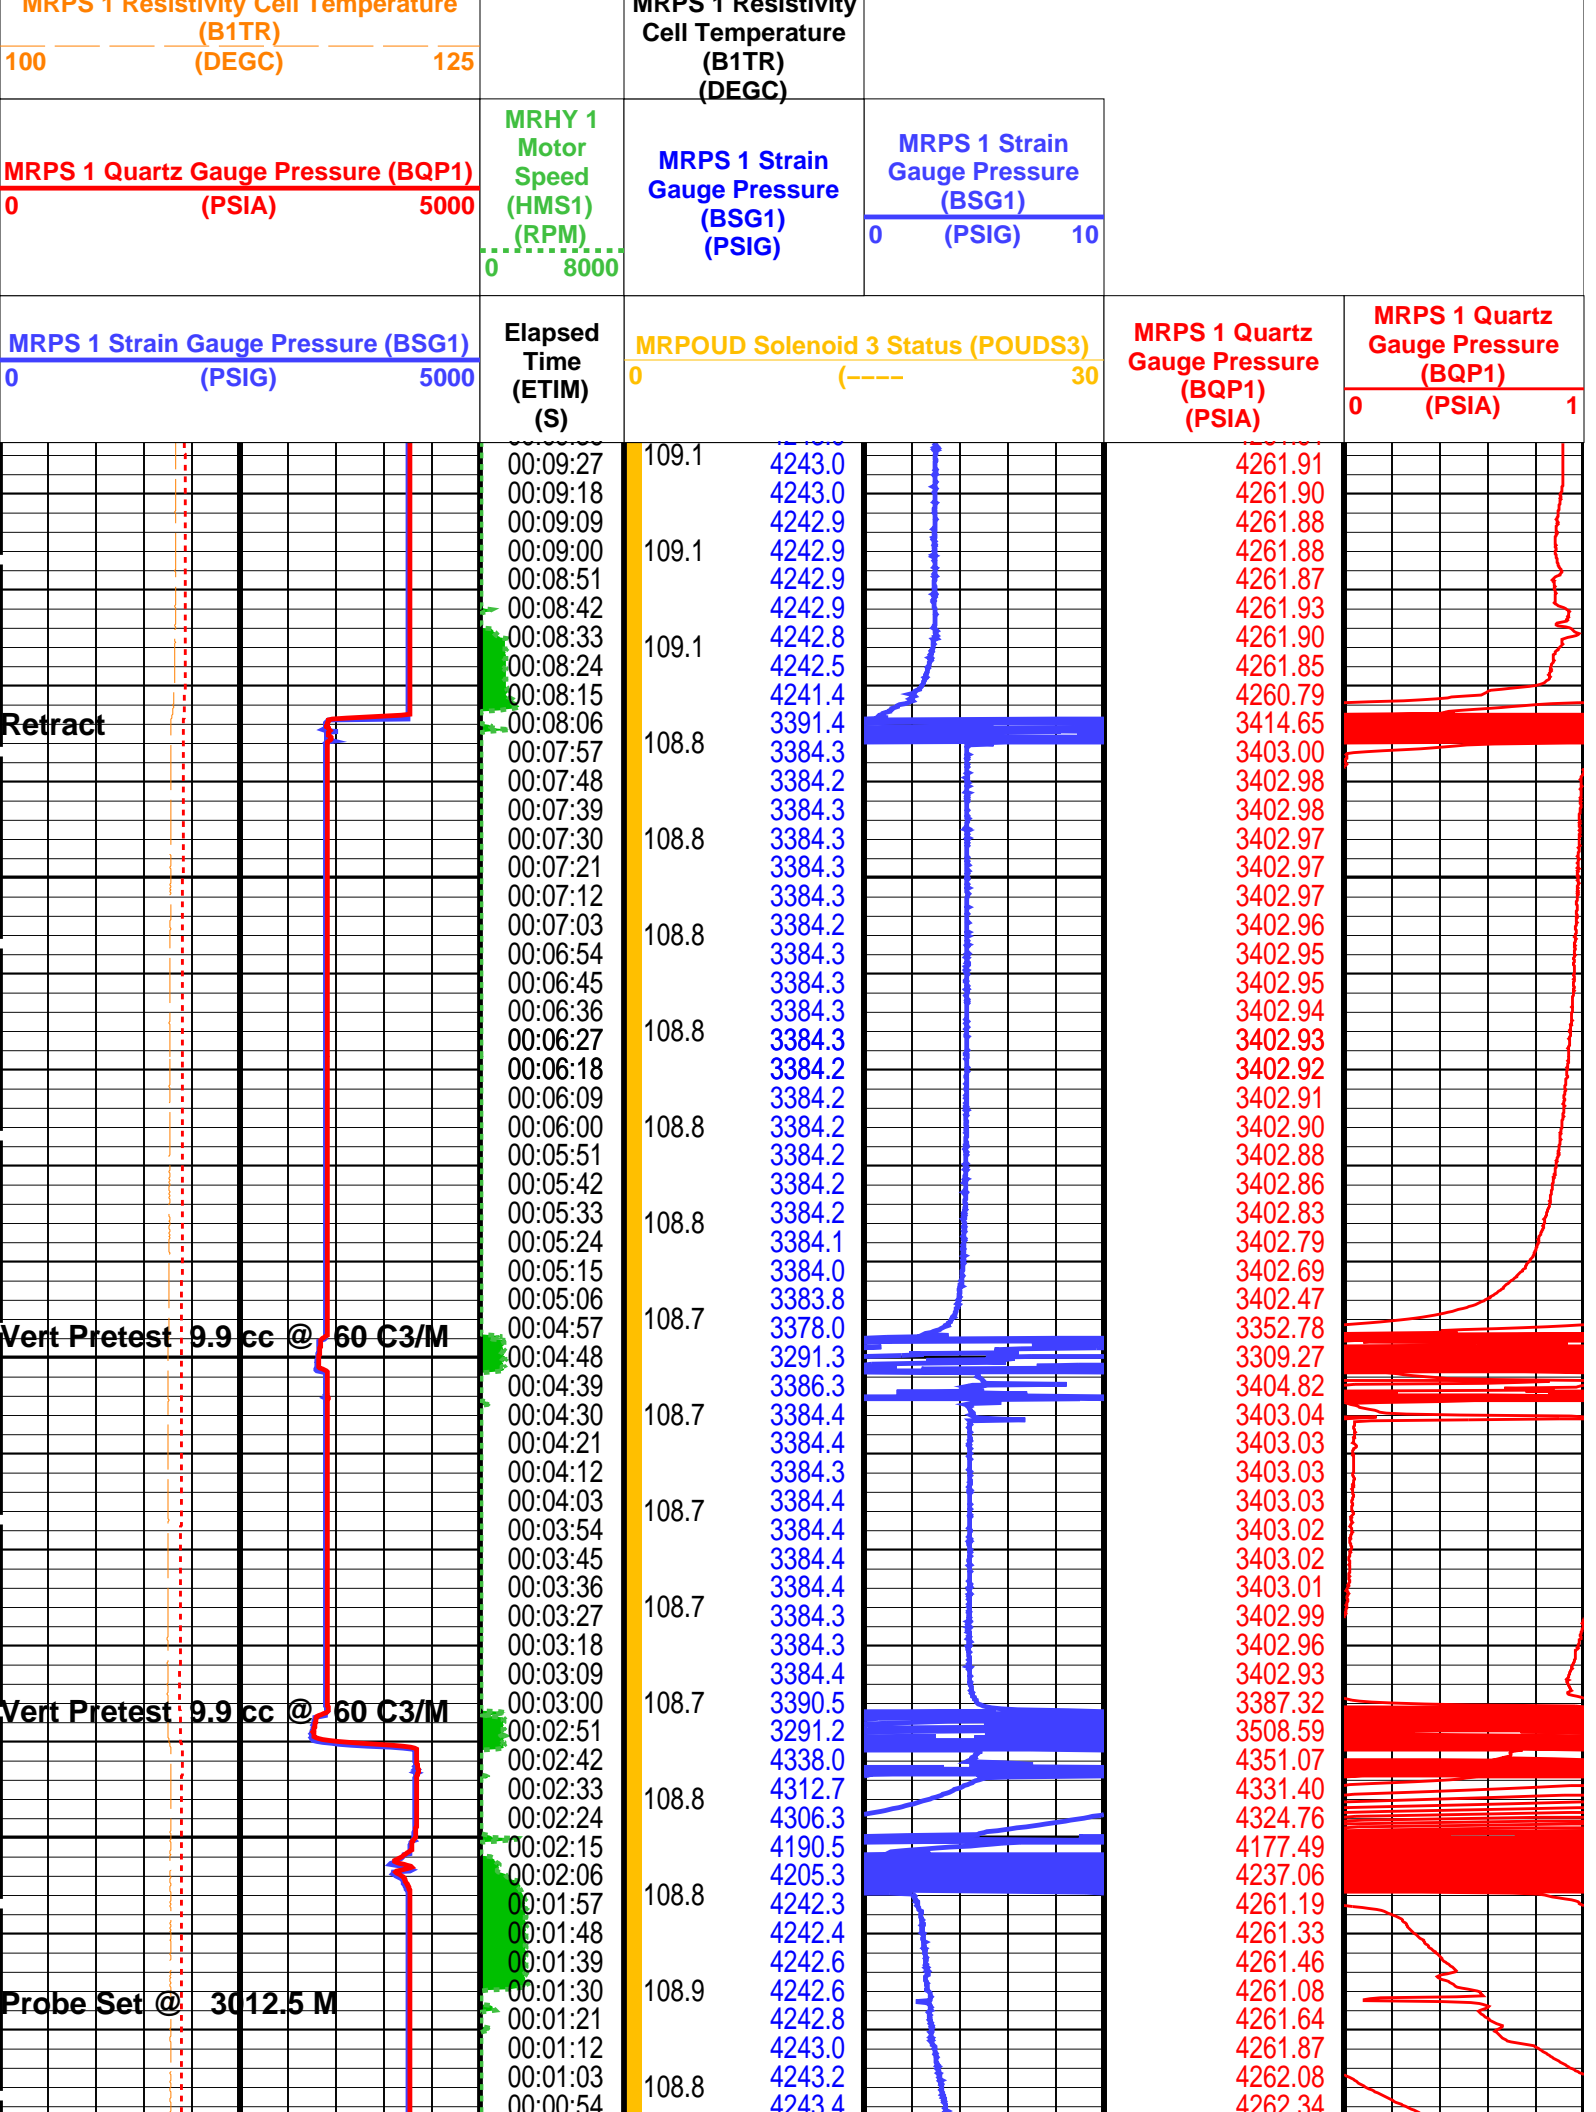 MRPS 1 Resistivity Cell Temperature
(B1TR)
100 (DEGC) 125
MRPS 1 Resistivity
Cell Temperature
(B1TR)
(DEGC)
MRPS 1 Quartz Gauge Pressure (BQP1)
0 (PSIA) 5000
MRHY 1
Motor
Speed
(HMS1)
(RPM)
0 8000
MRPS 1 Strain
Gauge Pressure
(BSG1)
(PSIG)
MRPS 1 Strain
Gauge Pressure
(BSG1)
0 (PSIG) 10
MRPS 1 Strain Gauge Pressure (BSG1)
0 (PSIG) 5000
Elapsed
Time
(ETIM)
(S)
MRPOUD Solenoid 3 Status (POUDS3)
0 (---- 30
MRPS 1 Quartz
Gauge Pressure
(BQP1)
(PSIA)
MRPS 1 Quartz
Gauge Pressure
(BQP1)
0 (PSIA) 1
109.1
00:09:27 4243.0 4261.91
00:09:18 4243.0 4261.90
00:09:09 4242.9 4261.88
00:09:00 109.1 4242.9 4261.88
00:08:51 4242.9 4261.87
00:08:42 4242.9 4261.93
00:08:33 109.1 4242.8 4261.90
00:08:24 4242.5 4261.85
00:08:15 4241.4 4260.79
Retract 00:08:06 3391.4 3414.65
00:07:57 108.8 3384.3 3403.00
00:07:48 3384.2 3402.98
00:07:39 3384.3 3402.98
00:07:30 108.8 3384.3 3402.97
00:07:21 3384.3 3402.97
00:07:12 3384.3 3402.97
00:07:03 108.8 3384.2 3402.96
00:06:54 3384.3 3402.95
00:06:45 3384.3 3402.95
00:06:36 3384.3 3402.94
00:06:27 108.8 3384.3 3402.93
00:06:18 3384.2 3402.92
00:06:09 3384.2 3402.91
00:06:00 108.8 3384.2 3402.90
00:05:51 3384.2 3402.88
00:05:42 3384.2 3402.86
00:05:33 108.8 3384.2 3402.83
00:05:24 3384.1 3402.79
00:05:15 3384.0 3402.69
00:05:06 3383.8 3402.47
00:04:57 108.7 3378.0 3352.78
Vert Pretest 9.9 cc @ 60 C3/M
00:04:48 3291.3 3309.27
00:04:39 3386.3 3404.82
00:04:30 108.7 3384.4 3403.04
00:04:21 3384.4 3403.03
00:04:12 3384.3 3403.03
00:04:03 108.7 3384.4 3403.03
00:03:54 3384.4 3403.02
00:03:45 3384.4 3403.02
00:03:36 3384.4 3403.01
00:03:27 108.7 3384.3 3402.99
00:03:18 3384.3 3402.96
00:03:09 3384.4 3402.93
00:03:00 108.7 3390.5 3387.32
Vert Pretest 9.9 cc @ 60 C3/M
00:02:51 3291.2 3508.59
00:02:42 4338.0 4351.07
00:02:33 108.8 4312.7 4331.40
00:02:24 4306.3 4324.76
00:02:15 4190.5 4177.49
00:02:06 4205.3 4237.06
00:01:57 108.8 4242.3 4261.19
00:01:48 4242.4 4261.33
00:01:39 4242.6 4261.46
00:01:30 108.9 4242.6 4261.08
Probe Set @ 3012.5 M
00:01:21 4242.8 4261.64
00:01:12 4243.0 4261.87
00:01:03 108.8 4243.2 4262.08
00:00:54 4243.4 4262.34